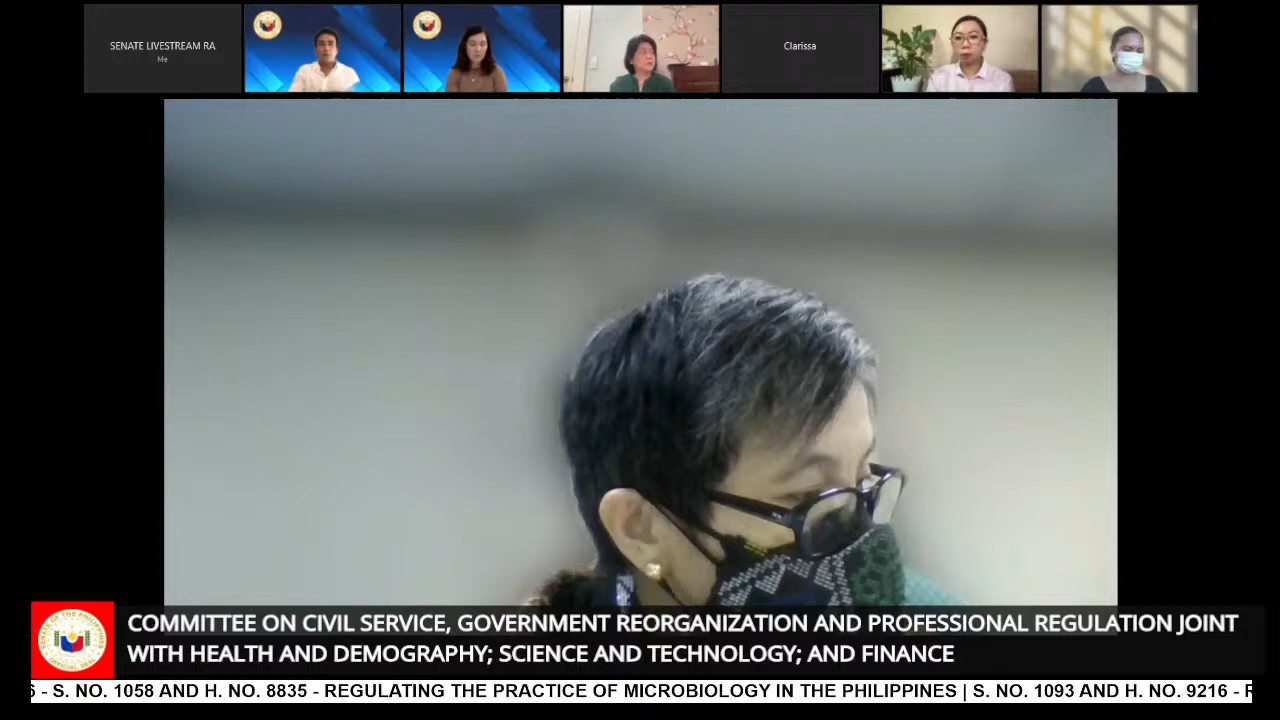 SENATE LIVESTREAM RA
Me
Clarissa
COMMITTEE ON CIVIL SERVICE, GOVERNMENT REORGANIZATION AND PROFESSIONAL REGULATION JOINT
WITH HEALTH AND DEMOGRAPHY; SCIENCE AND TECHNOLOGY; AND FINANCE
6 - S. NO. 1058 AND H. NO. 8835 - REGULATING THE PRACTICE OF MICROBIOLOGY IN THE PHILIPPINES | S. NO. 1093 AND H. NO. 9216 -